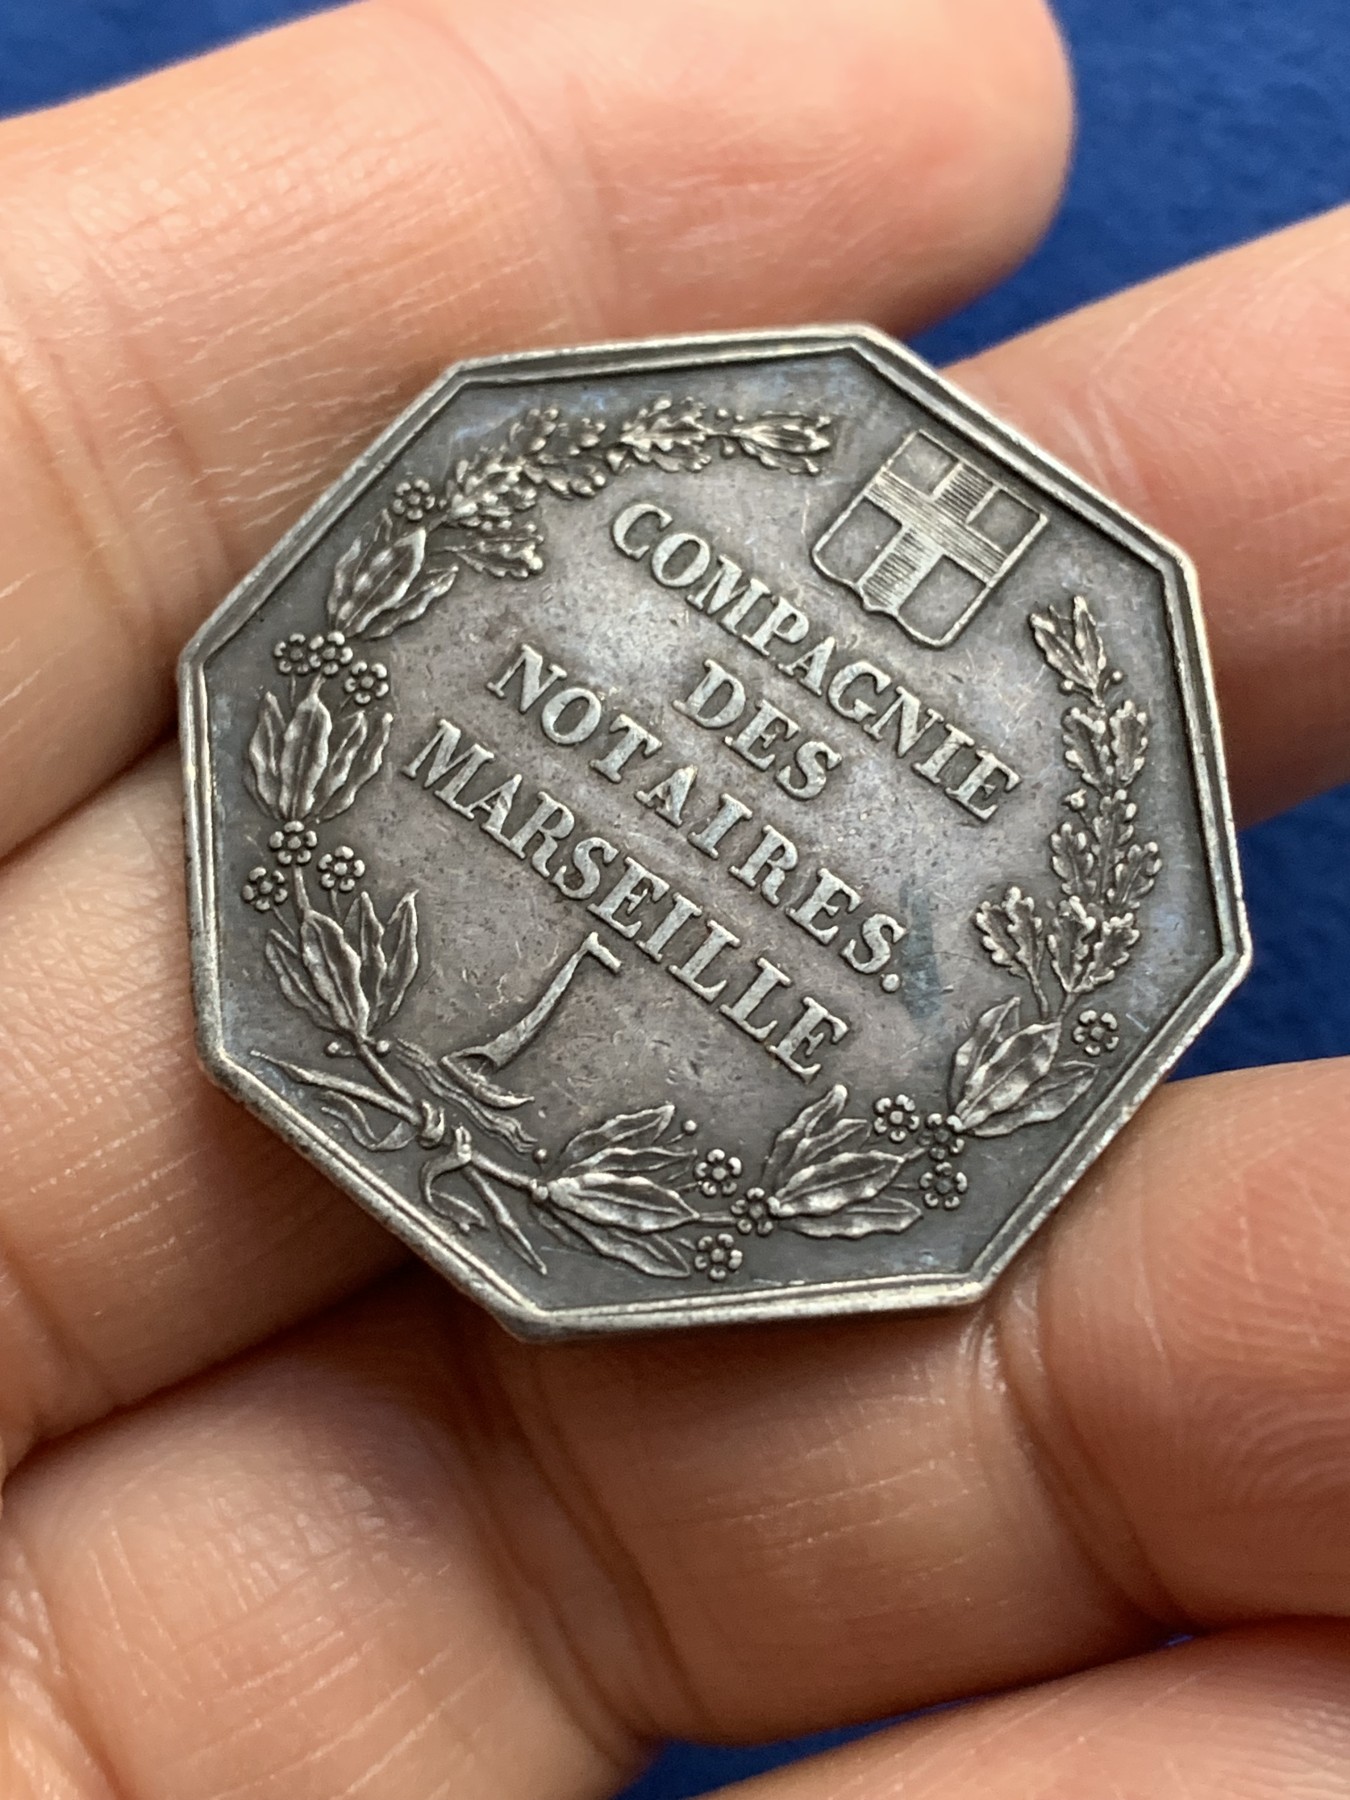 COMPAGNIE
DES
NOTAIRES.
MARSEILLE